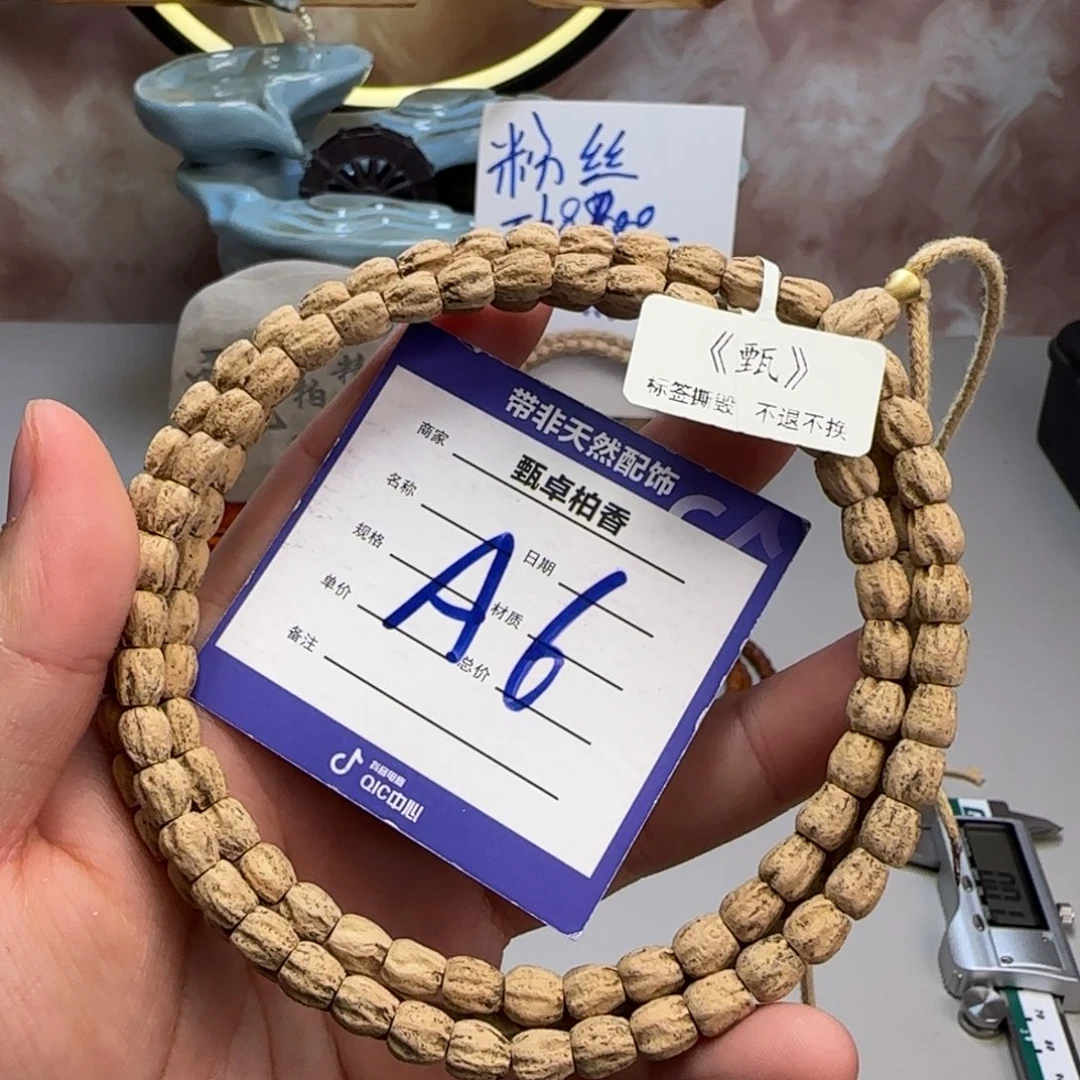 粉丝
《甄》
标签撕毁 不退不换
带非天然配饰
商家 甄卓柏香
名称
规格 日期
单价 材质
备注 总价
A6
抖音电商
QIC中心